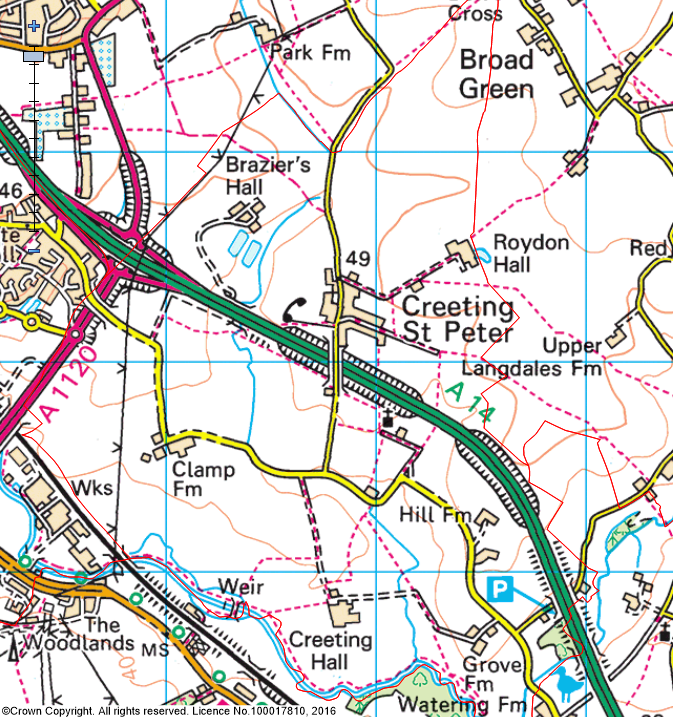 Cross
Park Fm
Broad
Green
Brazier's
Hall
46
Roydon
Hall
Red
49
Creeting
St Peter
Upper
Langdales Fm
A 1120
A 14
Clamp
Fm
Wks
Hill Fm
Weir
P
The
Woodlands
MS
Creeting
Hall
Grove
Fm
40
Watering Fm
©Crown Copyright. All rights reserved. Licence No.100017810, 2016